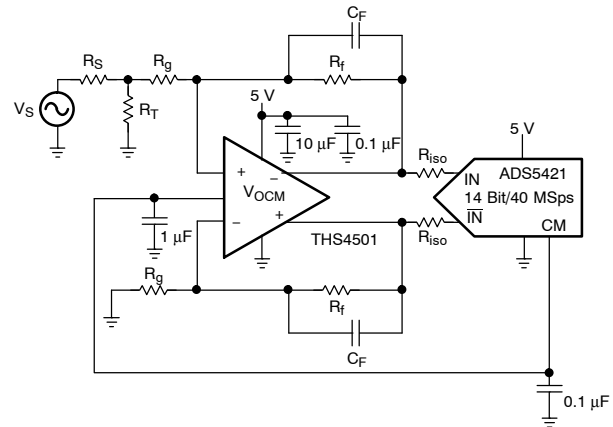 C_F
R_S
R_g
R_f
V_S
R_T
5 V
10 μF
0.1 μF
5 V
R_iso
IN
ADS5421
+
−
V_OCM
14 Bit/40 MSps
IN
CM
−
+
1 μF
THS4501
R_iso
R_g
R_f
C_F
0.1 μF